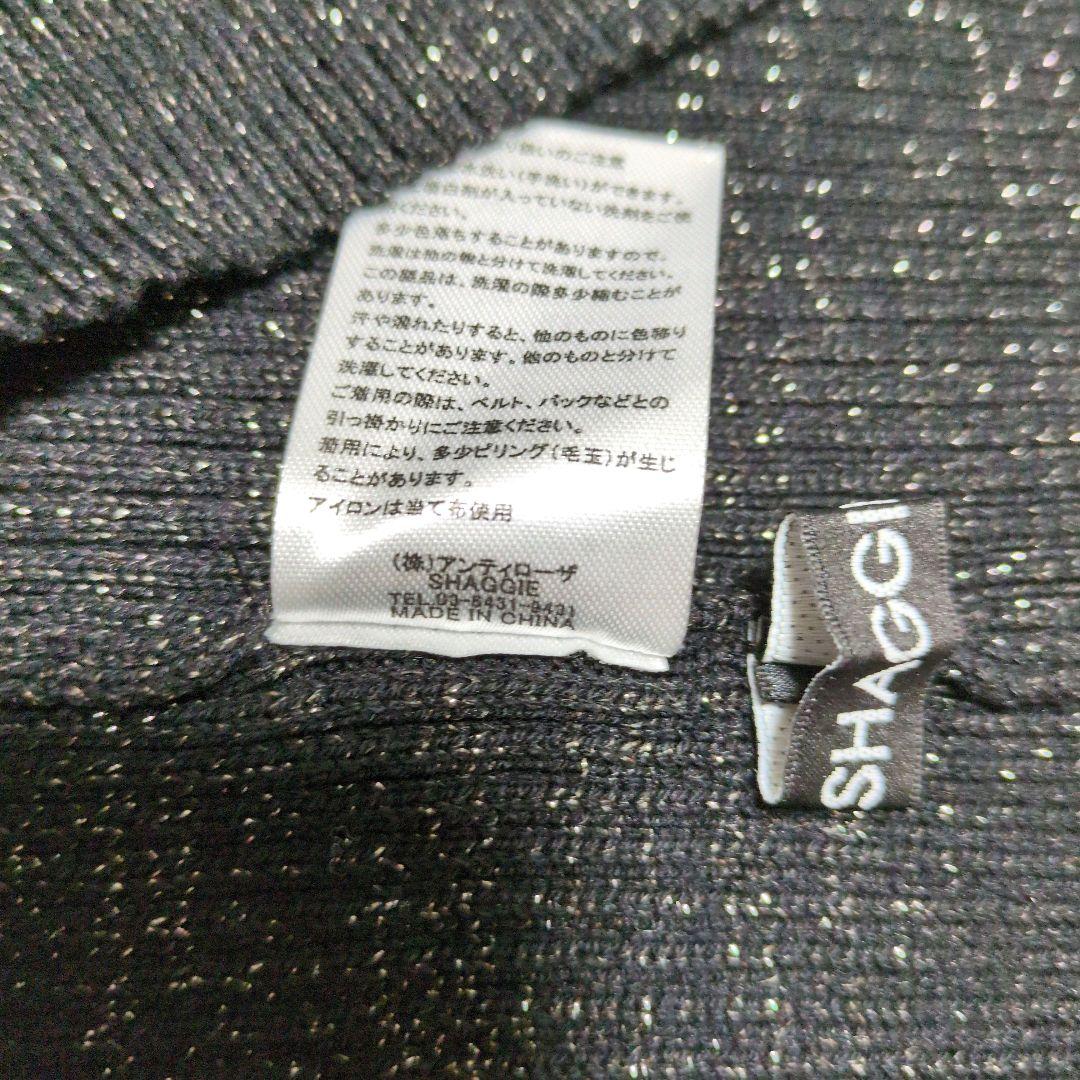 り扱いのご注意
水洗い(手洗い)ができます。
蛍白剤が入っていない洗剤をご使
ください。
多少色落ちすることがありますので、
洗濯は他の物と分けて洗濯してください。
この製品は、洗濯の際多少縮むことが
あります。
汗や濡れたりすると、他のものに色移り
することがあります。他のものと分けて
洗濯してください。
ご着用の際は、ベルト、バックなどとの
引っ掛かりにご注意ください。
着用により、多少ピリング(毛玉)が生じ
ることがあります。
アイロンは当て布使用
(株)アンティローザ
SHAGGIE
TEL 03-8431-9431
MADE IN CHINA
SHAGGI